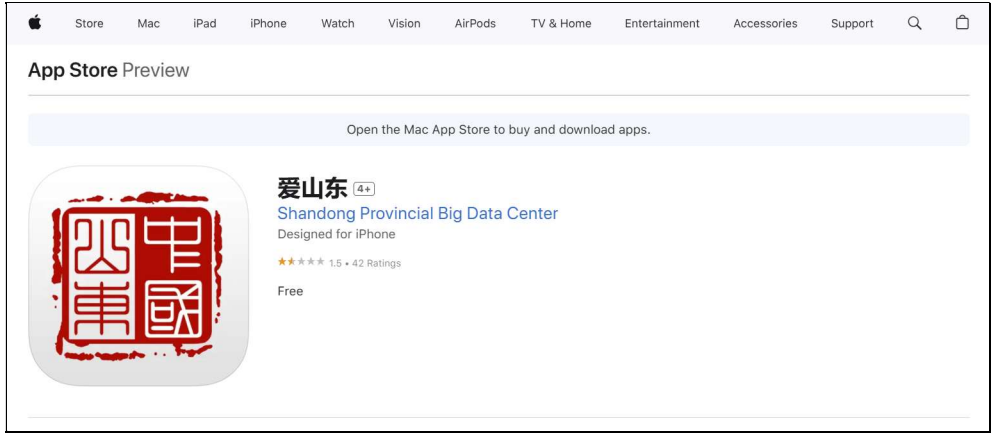 Store Mac iPad iPhone Watch Vision AirPods TV & Home Entertainment Accessories Support
App Store Preview
Open the Mac App Store to buy and download apps.
爱山东 4+
Shandong Provincial Big Data Center
Designed for iPhone
1.5 • 42 Ratings
Free
山中
東國